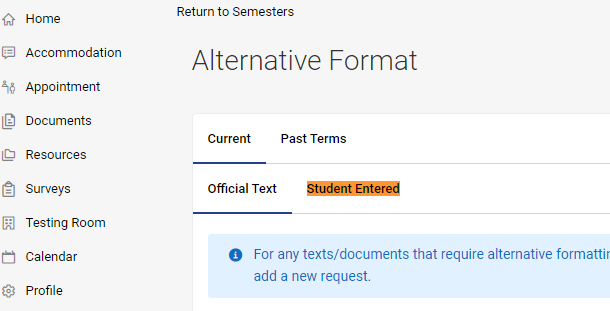 Return to Semesters
Home
Accommodation
Appointment
Documents
Resources
Surveys
Testing Room
Calendar
Profile
Alternative Format
Current Past Terms
Official Text Student Entered
For any texts/documents that require alternative
add a new request.